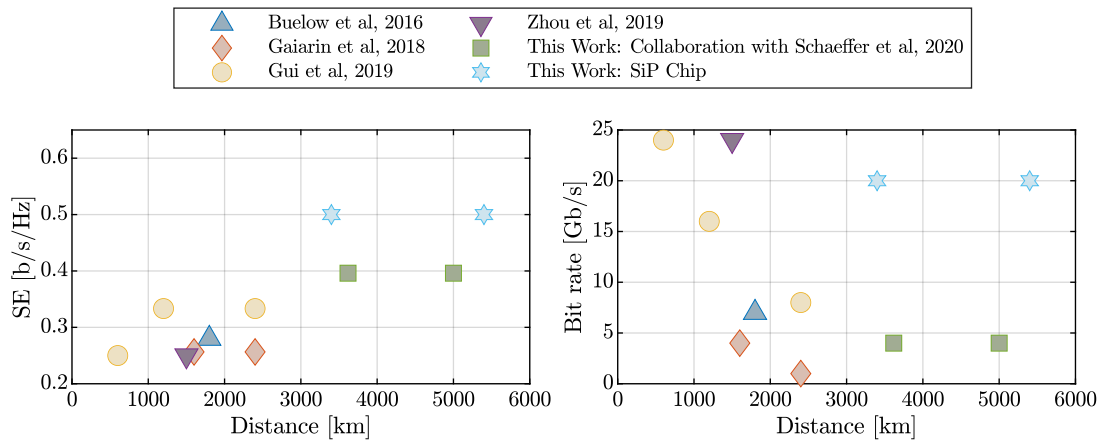 Buelow et al, 2016
Gaiarin et al, 2018
Gui et al, 2019
Zhou et al, 2019
This Work: Collaboration with Schaeffer et al, 2020
This Work: SiP Chip
SE [b/s/Hz]
0.6
0.5
0.4
0.3
0.2
0 1000 2000 3000 4000 5000 6000
Distance [km]
Bit rate [Gb/s]
25
20
15
10
5
0
0 1000 2000 3000 4000 5000 6000
Distance [km]